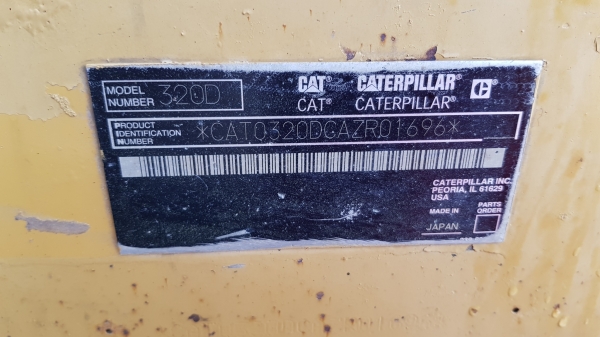 MODEL NUMBER 320D
CAT CATERPILLAR® C
CAT® CATERPILLAR®
PRODUCT IDENTIFICATION NUMBER *CAT0320DCAZR01696*
CATERPILLAR INC.
PEORIA, IL 61629
USA
MADE IN
JAPAN
PARTS ORDER